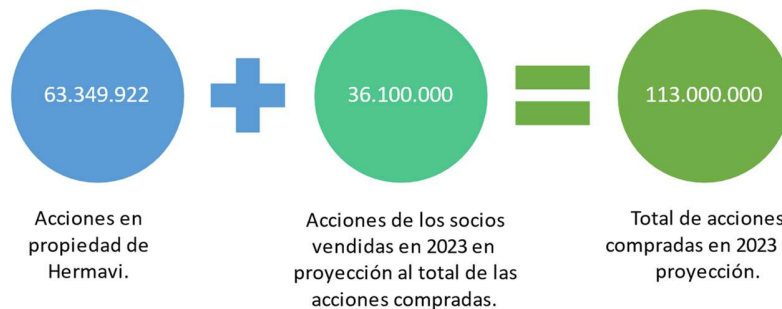 63.349.922
36.100.000
113.000.000
Acciones en
propiedad de
Hermavi.
Acciones de los socios
vendidas en 2023 en
proyección al total de las
acciones compradas.
Total de acciones
compradas en 2023
proyección.